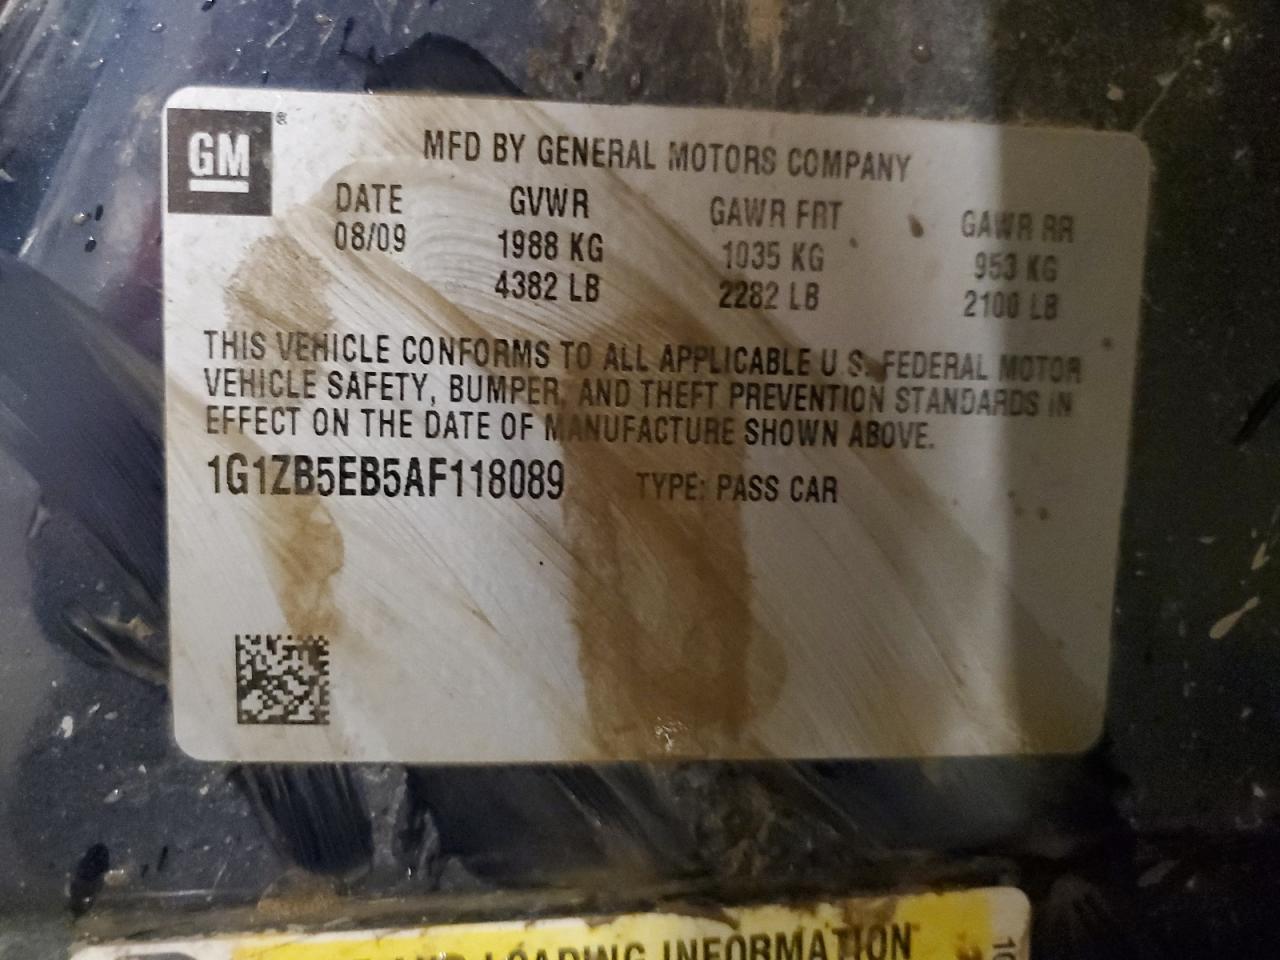 GM®
MFD BY GENERAL MOTORS COMPANY
DATE GVWR GAWR FRT GAWR RR
08/09 1988 KG 1035 KG 953 KG
4382 LB 2282 LB 2100 LB
THIS VEHICLE CONFORMS TO ALL APPLICABLE U.S. FEDERAL MOTOR
VEHICLE SAFETY, BUMPER, AND THEFT PREVENTION STANDARDS IN
EFFECT ON THE DATE OF MANUFACTURE SHOWN ABOVE.
1G1ZB5EB5AF118089 TYPE: PASS CAR
AND LOADING INFORMATION